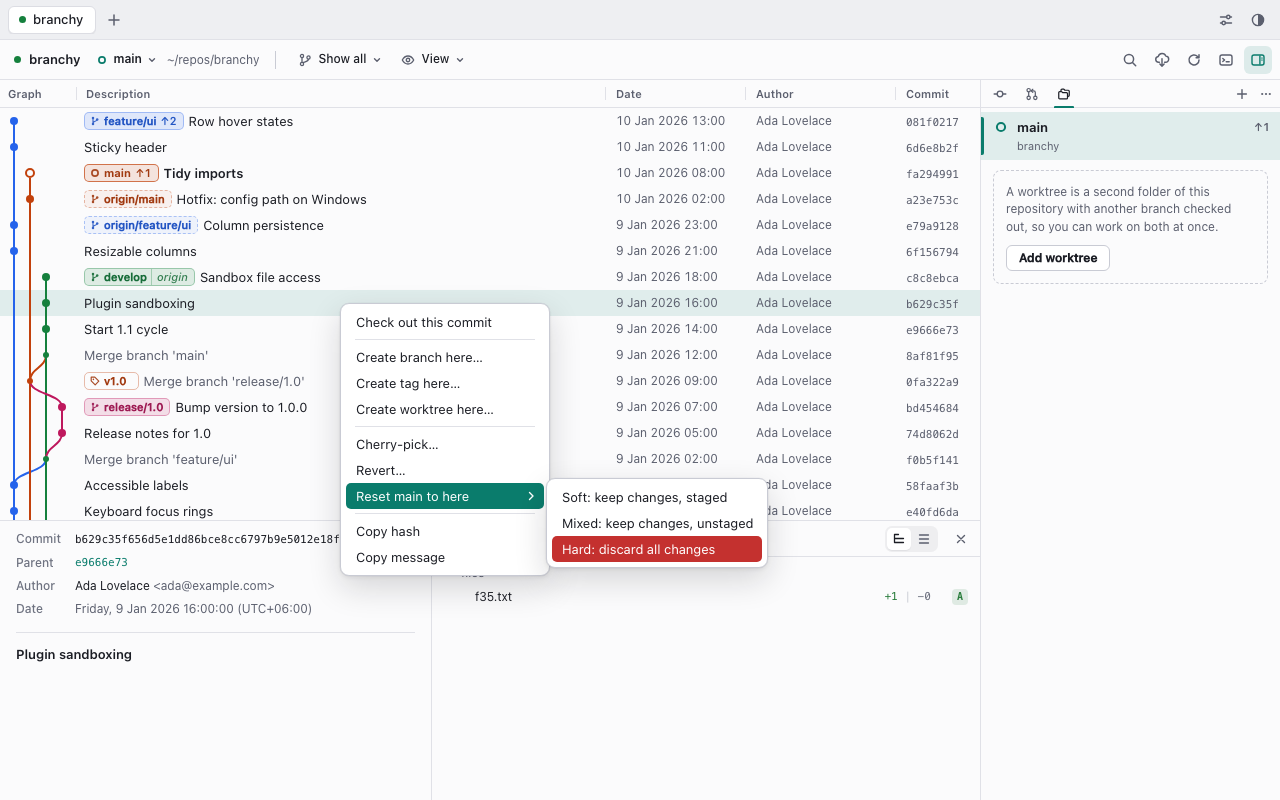 branchy
branchy main ~/repos/branchy Show all View
Graph Description Date Author Commit
feature/ui ↑2 Row hover states 10 Jan 2026 13:00 Ada Lovelace 081f0217
Sticky header 10 Jan 2026 11:00 Ada Lovelace 6d6e8b2f
main ↑1 Tidy imports 10 Jan 2026 08:00 Ada Lovelace fa294991
origin/main Hotfix: config path on Windows 10 Jan 2026 02:00 Ada Lovelace a23e753c
origin/feature/ui Column persistence 9 Jan 2026 23:00 Ada Lovelace e79a9128
Resizable columns 9 Jan 2026 21:00 Ada Lovelace 6f156794
develop origin Sandbox file access 9 Jan 2026 18:00 Ada Lovelace c8c8ebca
Plugin sandboxing 9 Jan 2026 16:00 Ada Lovelace b629c35f
Start 1.1 cycle 9 Jan 2026 14:00 Ada Lovelace e9666e73
Merge branch 'main' 9 Jan 2026 12:00 Ada Lovelace 8af81f95
v1.0 Merge branch 'release/1.0' 9 Jan 2026 09:00 Ada Lovelace 0fa322a9
release/1.0 Bump version to 1.0.0 9 Jan 2026 07:00 Ada Lovelace bd454684
Release notes for 1.0 9 Jan 2026 05:00 Ada Lovelace 74d8062d
Merge branch 'feature/ui' 9 Jan 2026 02:00 Ada Lovelace f0b5f141
Accessible labels 58faaf3b
Keyboard focus rings e40fd6da
Check out this commit
Create branch here...
Create tag here...
Create worktree here...
Cherry-pick...
Revert...
Reset main to here
Copy hash
Copy message
Soft: keep changes, staged
Mixed: keep changes, unstaged
Hard: discard all changes
Commit b629c35f656d5e1dd86bce8cc6797b9e5012e18f
Parent e9666e73
Author Ada Lovelace <ada@example.com>
Date Friday, 9 Jan 2026 16:00:00 (UTC+06:00)
Plugin sandboxing
f35.txt +1 | −0 A
main ↑1
branchy
A worktree is a second folder of this
repository with another branch checked
out, so you can work on both at once.
Add worktree